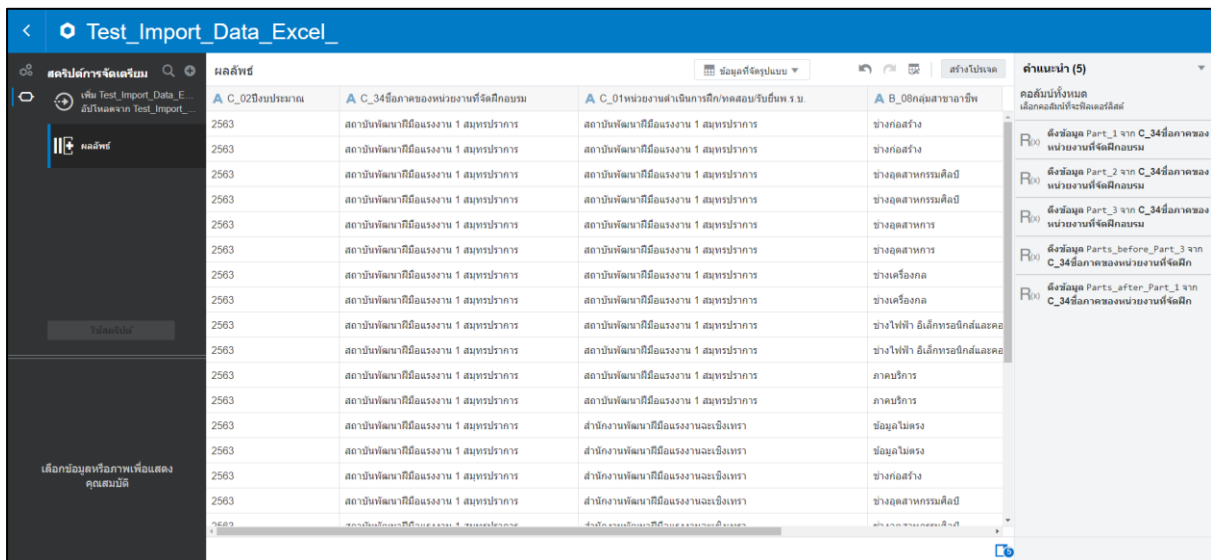 Test_Import_Data_Excel_
สคริปต์การจัดเตรียม
เพิ่ม Test_Import_Data_E...
อัปโหลดจาก Test_Import_...
ผลลัพธ์
ใช้สคริปต์
เลือกข้อมูลหรือภาพเพื่อแสดง
คุณสมบัติ
ผลลัพธ์ ข้อมูลที่จัดรูปแบบ สร้างโปรเจค
A C_02ปีงบประมาณ A C_34ชื่อภาคของหน่วยงานที่จัดฝึกอบรม A C_01หน่วยงานดำเนินการฝึก/ทดสอบ/รับยื่นพ.ร.บ. A B_08กลุ่มสาขาอาชีพ
2563 สถาบันพัฒนาฝีมือแรงงาน 1 สมุทรปราการ สถาบันพัฒนาฝีมือแรงงาน 1 สมุทรปราการ ช่างก่อสร้าง
2563 สถาบันพัฒนาฝีมือแรงงาน 1 สมุทรปราการ สถาบันพัฒนาฝีมือแรงงาน 1 สมุทรปราการ ช่างก่อสร้าง
2563 สถาบันพัฒนาฝีมือแรงงาน 1 สมุทรปราการ สถาบันพัฒนาฝีมือแรงงาน 1 สมุทรปราการ ช่างอุตสาหกรรมศิลป์
2563 สถาบันพัฒนาฝีมือแรงงาน 1 สมุทรปราการ สถาบันพัฒนาฝีมือแรงงาน 1 สมุทรปราการ ช่างอุตสาหกรรมศิลป์
2563 สถาบันพัฒนาฝีมือแรงงาน 1 สมุทรปราการ สถาบันพัฒนาฝีมือแรงงาน 1 สมุทรปราการ ช่างอุตสาหการ
2563 สถาบันพัฒนาฝีมือแรงงาน 1 สมุทรปราการ สถาบันพัฒนาฝีมือแรงงาน 1 สมุทรปราการ ช่างอุตสาหการ
2563 สถาบันพัฒนาฝีมือแรงงาน 1 สมุทรปราการ สถาบันพัฒนาฝีมือแรงงาน 1 สมุทรปราการ ช่างเครื่องกล
2563 สถาบันพัฒนาฝีมือแรงงาน 1 สมุทรปราการ สถาบันพัฒนาฝีมือแรงงาน 1 สมุทรปราการ ช่างเครื่องกล
2563 สถาบันพัฒนาฝีมือแรงงาน 1 สมุทรปราการ สถาบันพัฒนาฝีมือแรงงาน 1 สมุทรปราการ ช่างไฟฟ้า อิเล็กทรอนิกส์และคอ
2563 สถาบันพัฒนาฝีมือแรงงาน 1 สมุทรปราการ สถาบันพัฒนาฝีมือแรงงาน 1 สมุทรปราการ ช่างไฟฟ้า อิเล็กทรอนิกส์และคอ
2563 สถาบันพัฒนาฝีมือแรงงาน 1 สมุทรปราการ สถาบันพัฒนาฝีมือแรงงาน 1 สมุทรปราการ ภาคบริการ
2563 สถาบันพัฒนาฝีมือแรงงาน 1 สมุทรปราการ สถาบันพัฒนาฝีมือแรงงาน 1 สมุทรปราการ ภาคบริการ
2563 สถาบันพัฒนาฝีมือแรงงาน 1 สมุทรปราการ สำนักงานพัฒนาฝีมือแรงงานฉะเชิงเทรา ข้อมูลไม่ตรง
2563 สถาบันพัฒนาฝีมือแรงงาน 1 สมุทรปราการ สำนักงานพัฒนาฝีมือแรงงานฉะเชิงเทรา ข้อมูลไม่ตรง
2563 สถาบันพัฒนาฝีมือแรงงาน 1 สมุทรปราการ สำนักงานพัฒนาฝีมือแรงงานฉะเชิงเทรา ช่างก่อสร้าง
2563 สถาบันพัฒนาฝีมือแรงงาน 1 สมุทรปราการ สำนักงานพัฒนาฝีมือแรงงานฉะเชิงเทรา ช่างอุตสาหกรรมศิลป์
คำแนะนำ (5)
คอลัมน์ทั้งหมด
เลือกคอลัมน์ที่จะฟิลเตอร์ลิสต์
R(x) ดึงข้อมูล Part_1 จาก C_34ชื่อภาคของ
หน่วยงานที่จัดฝึกอบรม
R(x) ดึงข้อมูล Part_2 จาก C_34ชื่อภาคของ
หน่วยงานที่จัดฝึกอบรม
R(x) ดึงข้อมูล Part_3 จาก C_34ชื่อภาคของ
หน่วยงานที่จัดฝึกอบรม
R(x) ดึงข้อมูล Parts_before_Part_3 จาก
C_34ชื่อภาคของหน่วยงานที่จัดฝึก
R(x) ดึงข้อมูล Parts_after_Part_1 จาก
C_34ชื่อภาคของหน่วยงานที่จัดฝึก
5